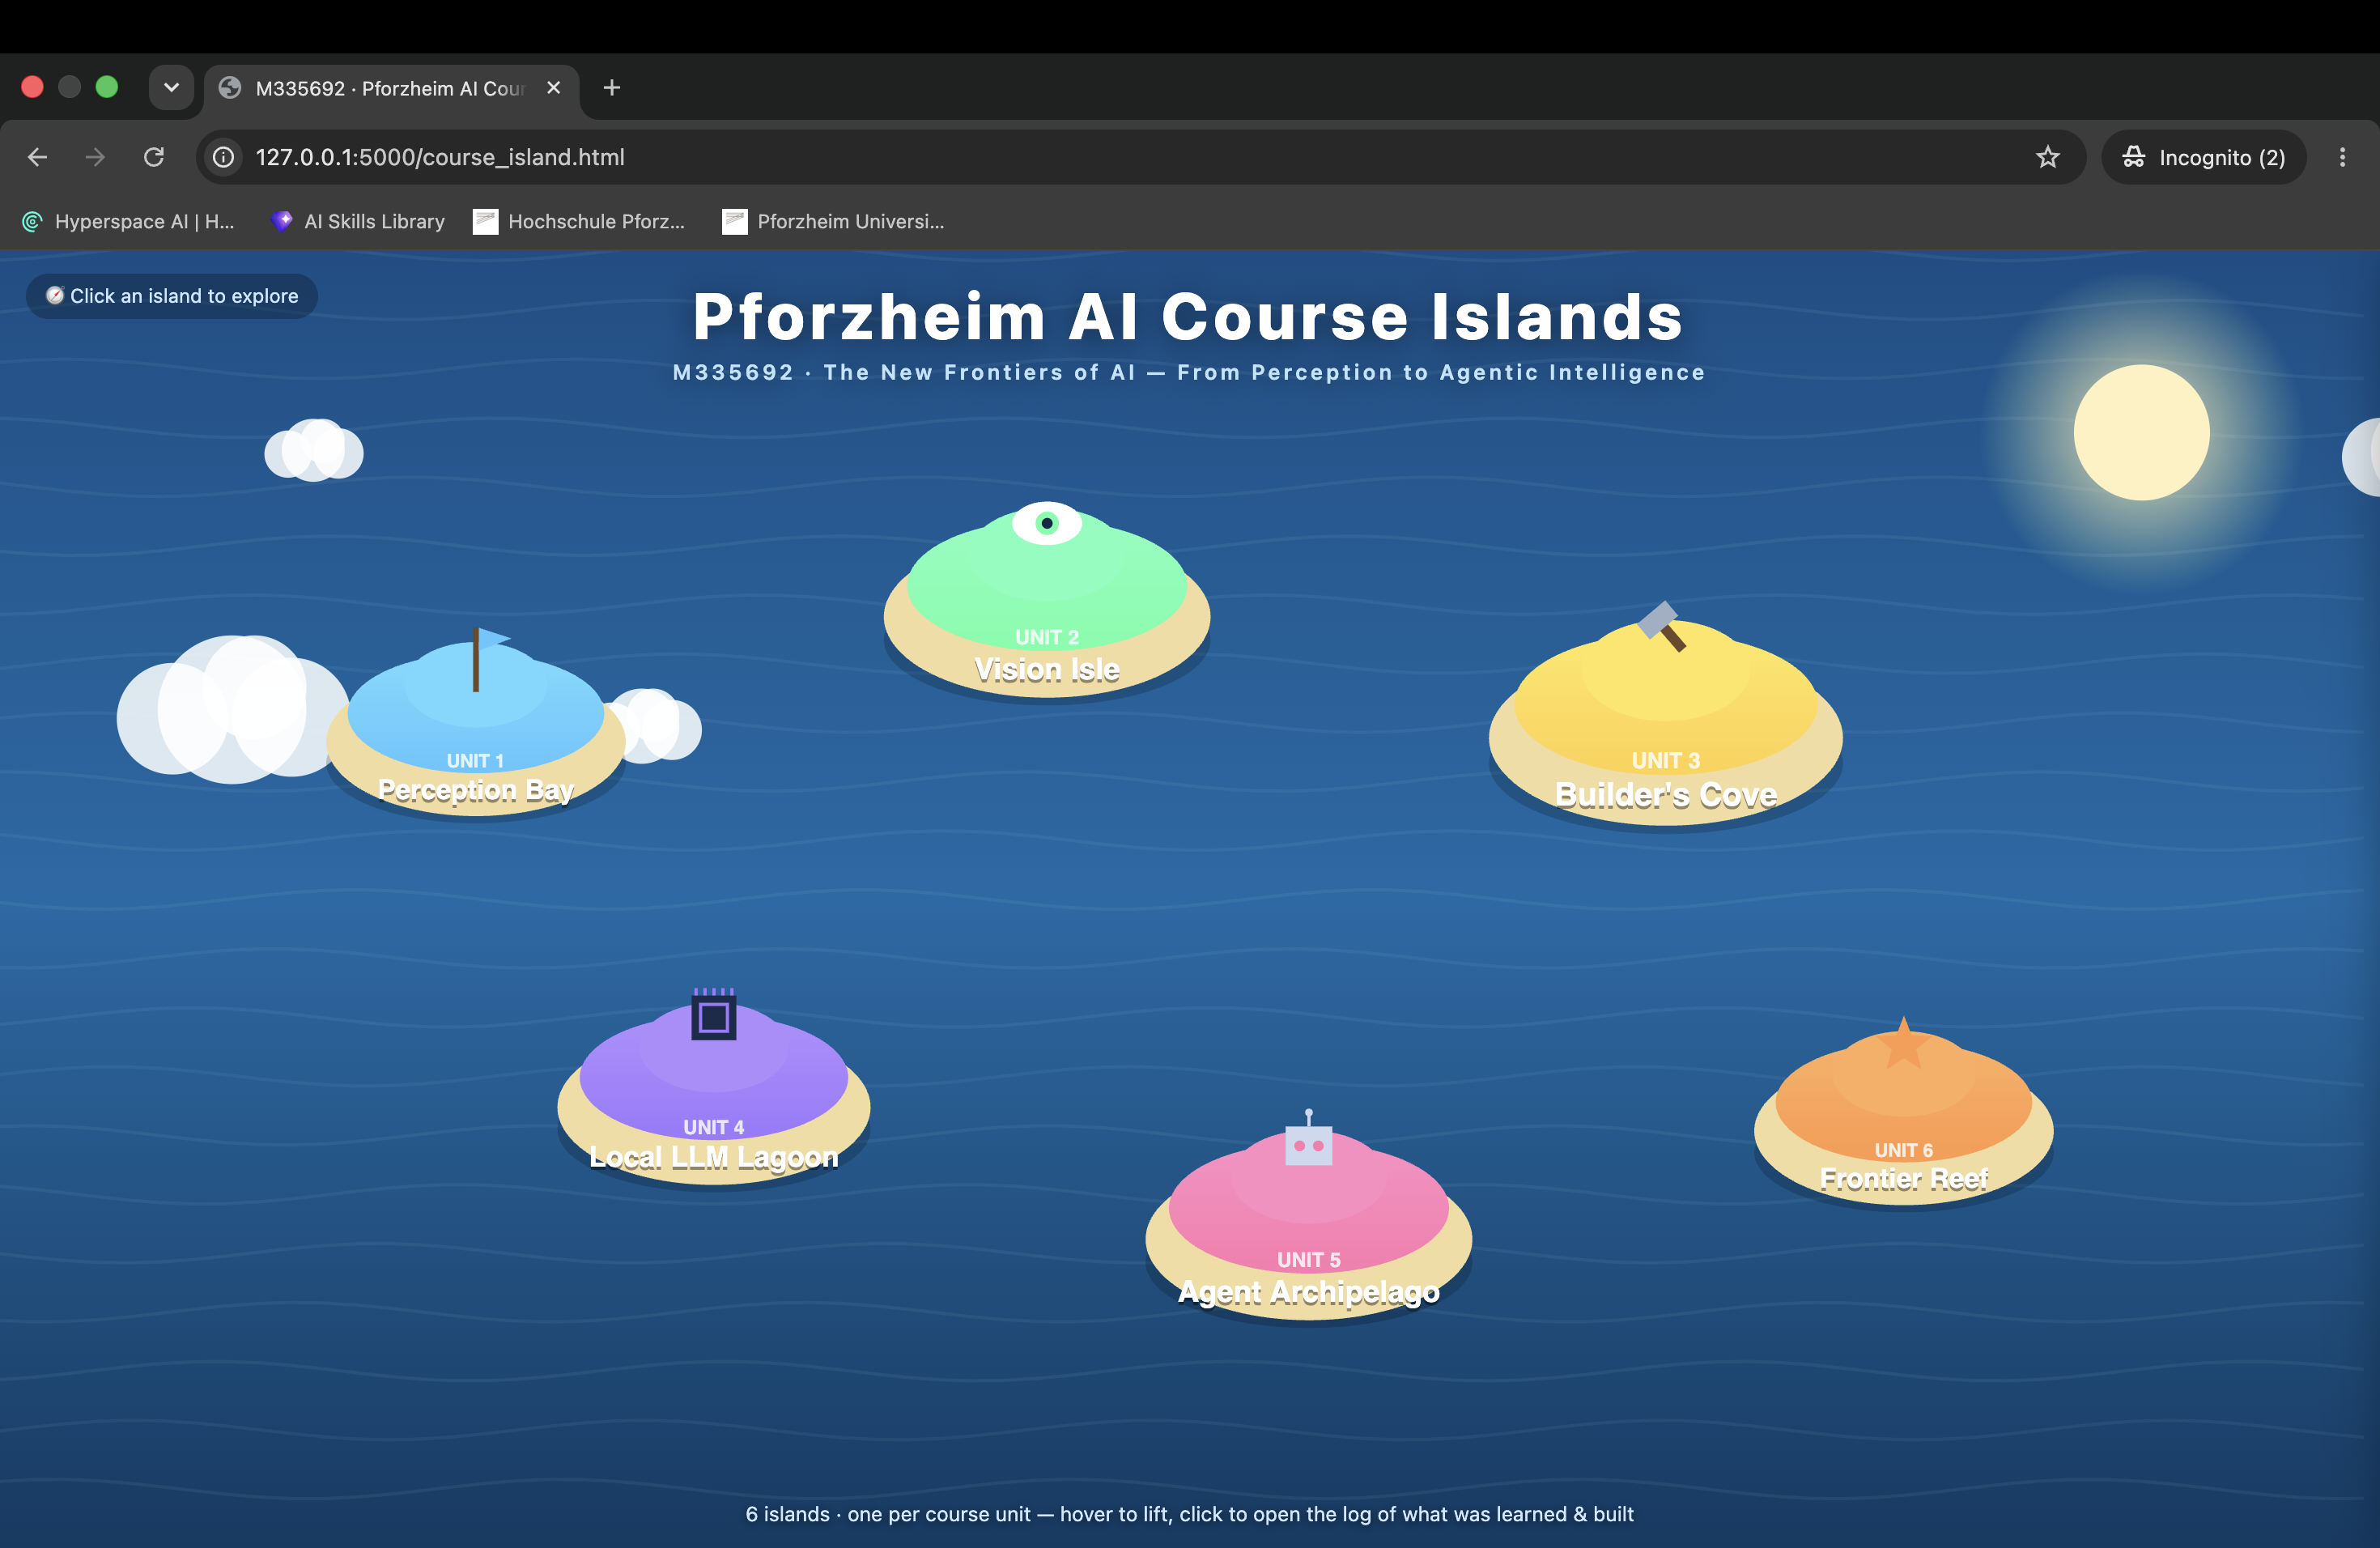 M335692 · Pforzheim AI Cour
127.0.0.1:5000/course_island.html
Incognito (2)
Hyperspace AI | H...
AI Skills Library
Hochschule Pforz...
Pforzheim Universi...
🧭 Click an island to explore
Pforzheim AI Course Islands
M335692 · The New Frontiers of AI — From Perception to Agentic Intelligence
UNIT 2
Vision Isle
UNIT 1
Perception Bay
UNIT 3
Builder's Cove
UNIT 4
Local LLM Lagoon
UNIT 6
Frontier Reef
UNIT 5
Agent Archipelago
6 islands · one per course unit — hover to lift, click to open the log of what was learned & built